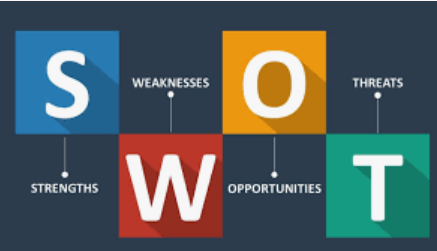 S
STRENGTHS
WEAKNESSES
W
O
OPPORTUNITIES
THREATS
T